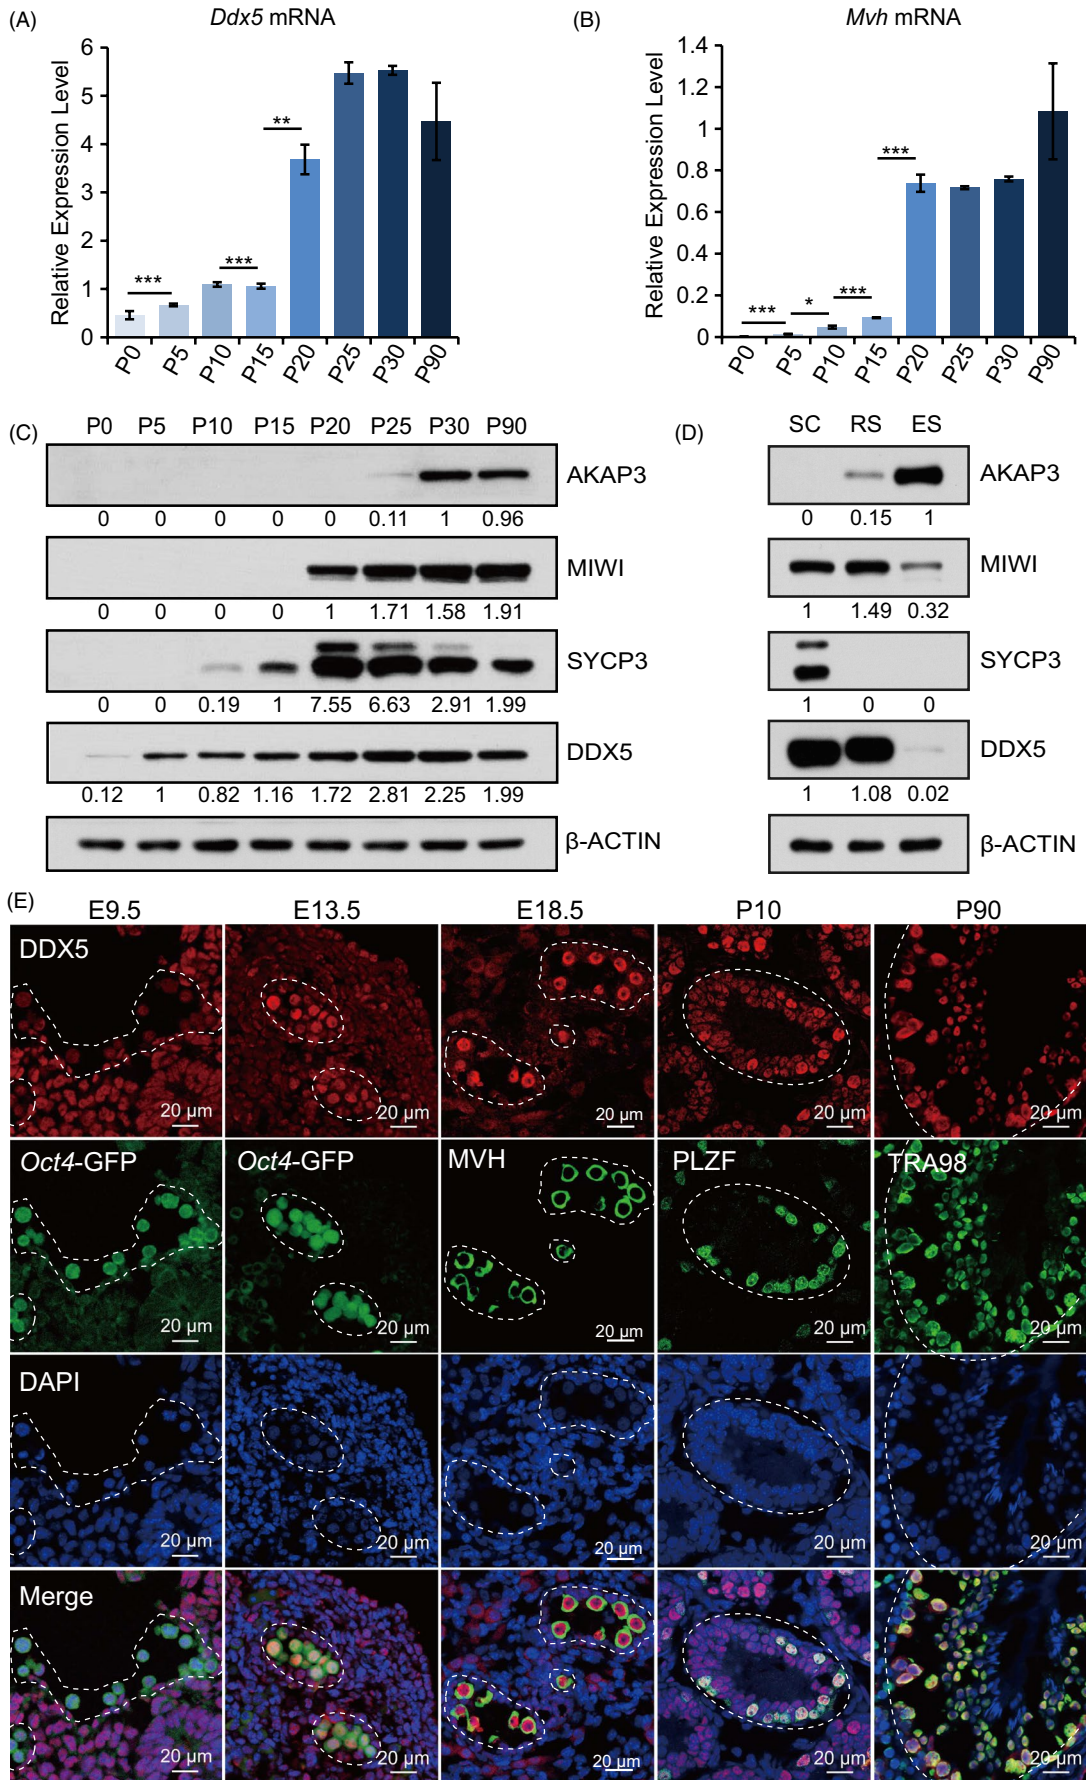 (A)
Ddx5 mRNA
Relative Expression Level
6
5
4
3
2
1
0
***
***
**
P0 P5 P10 P15 P20 P25 P30 P90
(B)
Mvh mRNA
Relative Expression Level
1.4
1.2
1
0.8
0.6
0.4
0.2
0
***
*
***
***
P0 P5 P10 P15 P20 P25 P30 P90
(C)
P0 P5 P10 P15 P20 P25 P30 P90
AKAP3
0 0 0 0 0 0.11 1 0.96
MIWI
0 0 0 0 1 1.71 1.58 1.91
SYCP3
0 0 0.19 1 7.55 6.63 2.91 1.99
DDX5
0.12 1 0.82 1.16 1.72 2.81 2.25 1.99
β-ACTIN
(D)
SC RS ES
AKAP3
0 0.15 1
MIWI
1 1.49 0.32
SYCP3
1 0 0
DDX5
1 1.08 0.02
β-ACTIN
(E)
E9.5 E13.5 E18.5 P10 P90
DDX5
20 µm 20 µm 20 µm 20 µm 20 µm
Oct4-GFP Oct4-GFP MVH PLZF TRA98
20 µm 20 µm 20 µm 20 µm 20 µm
DAPI
20 µm 20 µm 20 µm 20 µm 20 µm
Merge
20 µm 20 µm 20 µm 20 µm 20 µm